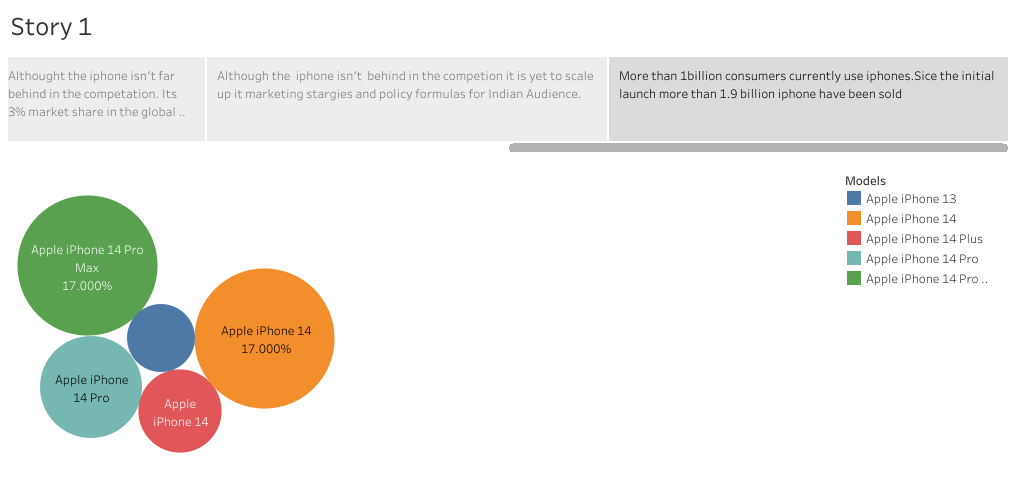 Story 1
Althought the iphone isn't far
behind in the competation. Its
3% market share in the global ..
Although the iphone isn't behind in the competion it is yet to scale
up it marketing stargies and policy formulas for Indian Audience.
More than 1billion consumers currently use iphones.Sice the initial
launch more than 1.9 billion iphone have been sold
Models
Apple iPhone 13
Apple iPhone 14
Apple iPhone 14 Plus
Apple iPhone 14 Pro
Apple iPhone 14 Pro ..
Apple iPhone 14 Pro
Max
17.000%
Apple iPhone 14
17.000%
Apple iPhone
14 Pro
Apple
iPhone 14